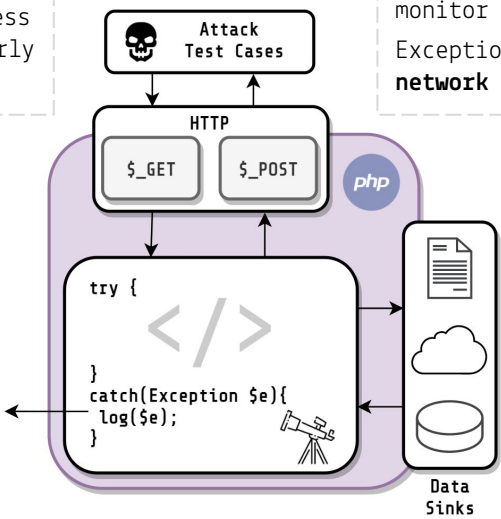 ess
rly
monitor
Exceptio
network
Attack
Test Cases
HTTP
$_GET
$_POST
php
try {
</>
}
catch(Exception $e){
log($e);
}
Data
Sinks